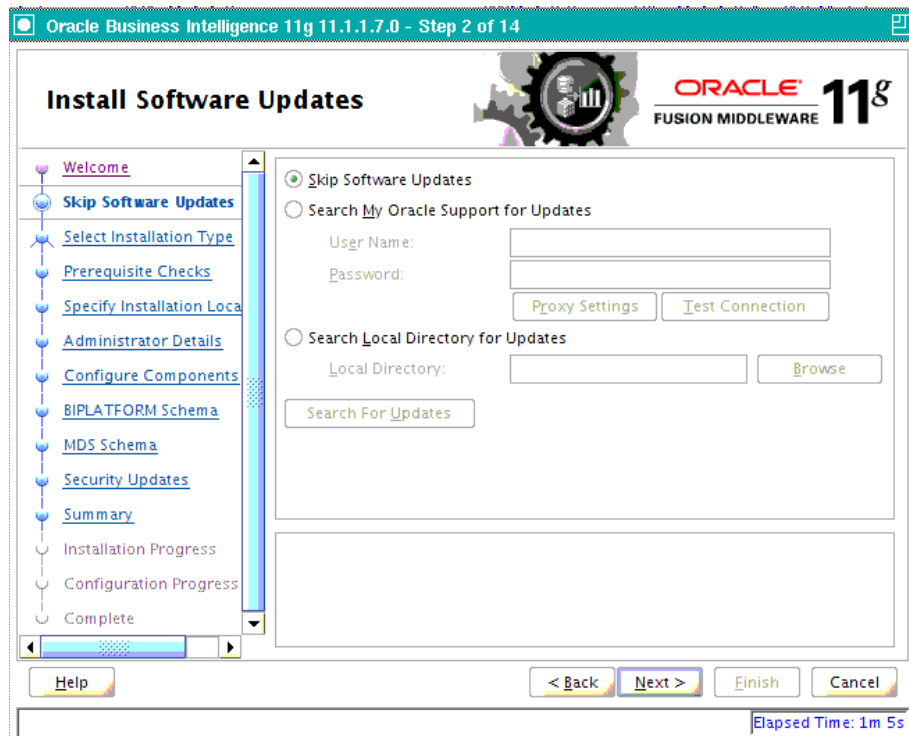 Oracle Business Intelligence 11g 11.1.1.7.0 - Step 2 of 14
Install Software Updates
ORACLE
FUSION MIDDLEWARE
11g
Welcome
Skip Software Updates
Select Installation Type
Prerequisite Checks
Specify Installation Loca
Administrator Details
Configure Components
BIPLATFORM Schema
MDS Schema
Security Updates
Summary
Installation Progress
Configuration Progress
Complete
Skip Software Updates
Search My Oracle Support for Updates
User Name:
Password:
Proxy Settings Test Connection
Search Local Directory for Updates
Local Directory: Browse
Search For Updates
Help < Back Next > Finish Cancel
Elapsed Time: 1m 5s